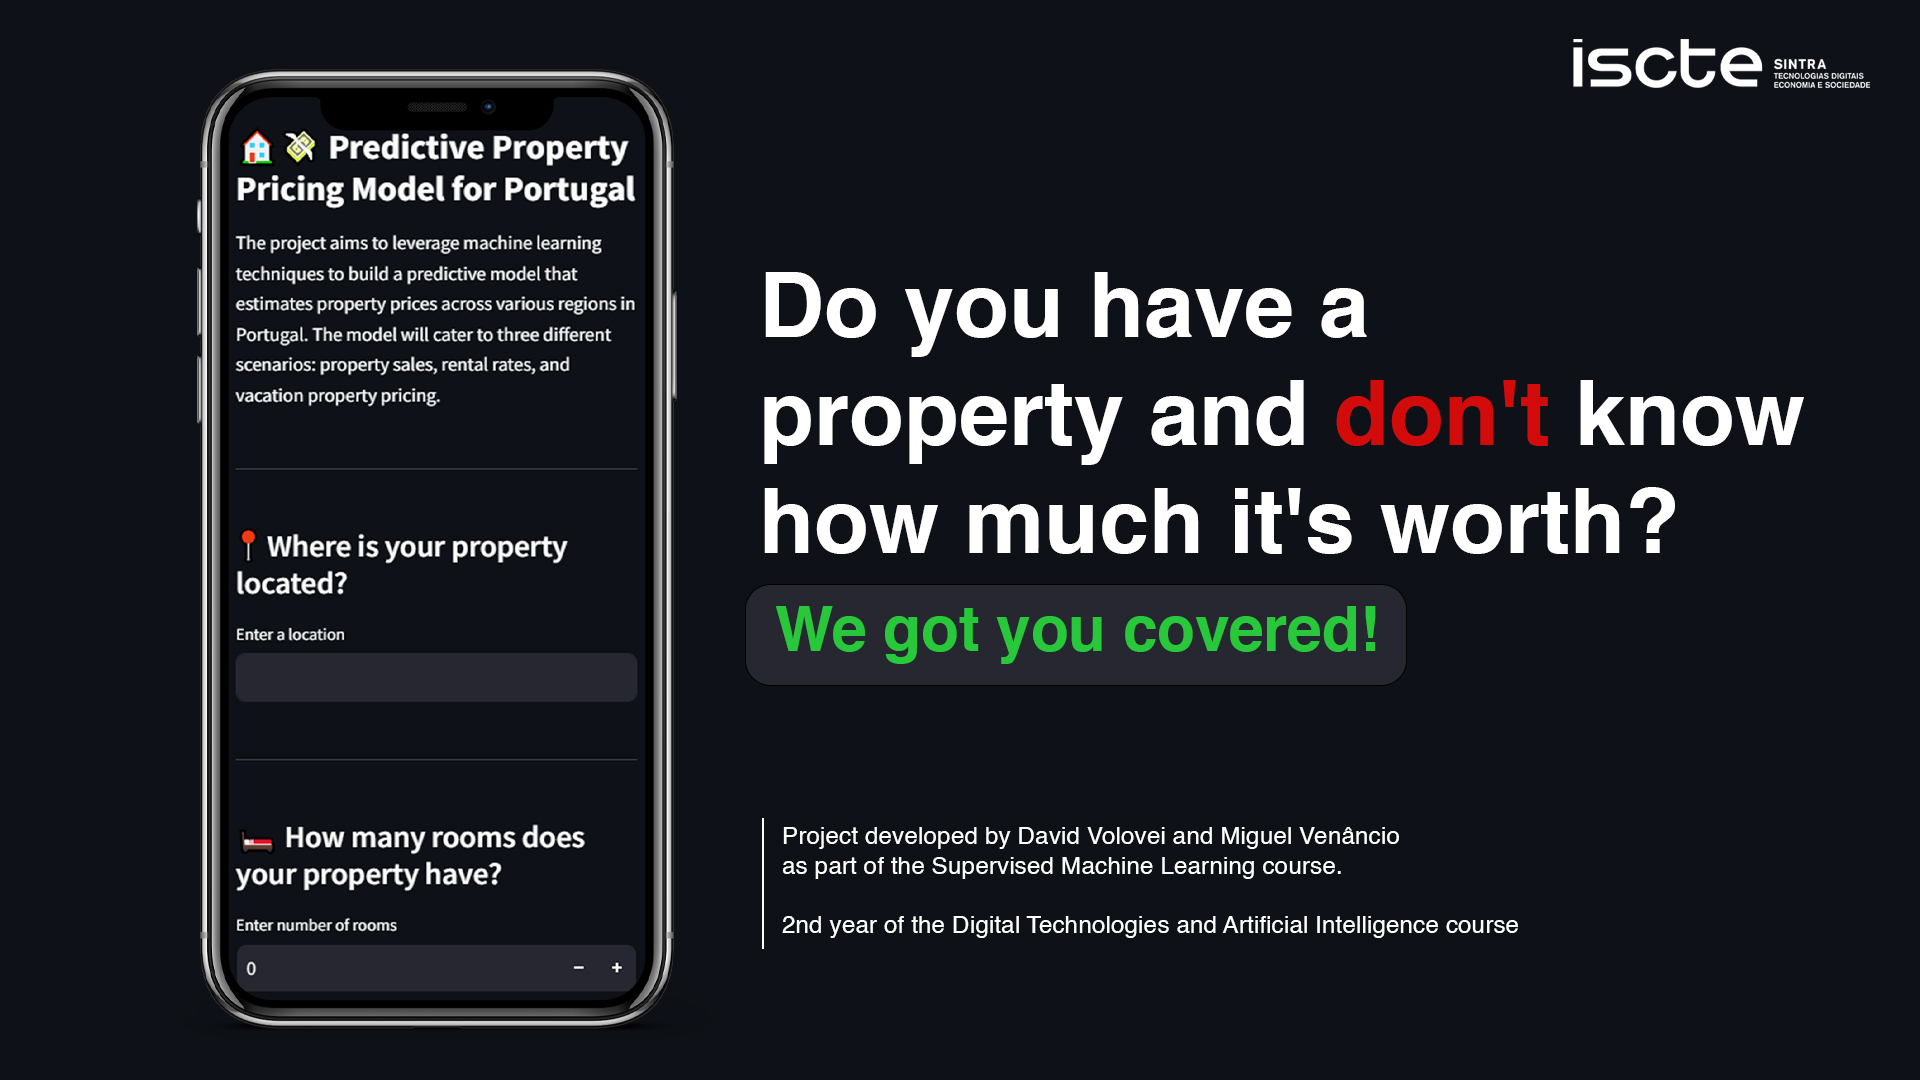 iscte
SINTRA
TECNOLOGIAS DIGITAIS
ECONOMIA E SOCIEDADE
🏠 💸 Predictive Property
Pricing Model for Portugal
The project aims to leverage machine learning
techniques to build a predictive model that
estimates property prices across various regions in
Portugal. The model will cater to three different
scenarios: property sales, rental rates, and
vacation property pricing.
📍 Where is your property
located?
Enter a location
🛏️ How many rooms does
your property have?
Enter number of rooms
0 − +
Do you have a
property and don't know
how much it's worth?
We got you covered!
Project developed by David Volovei and Miguel Venâncio
as part of the Supervised Machine Learning course.
2nd year of the Digital Technologies and Artificial Intelligence course